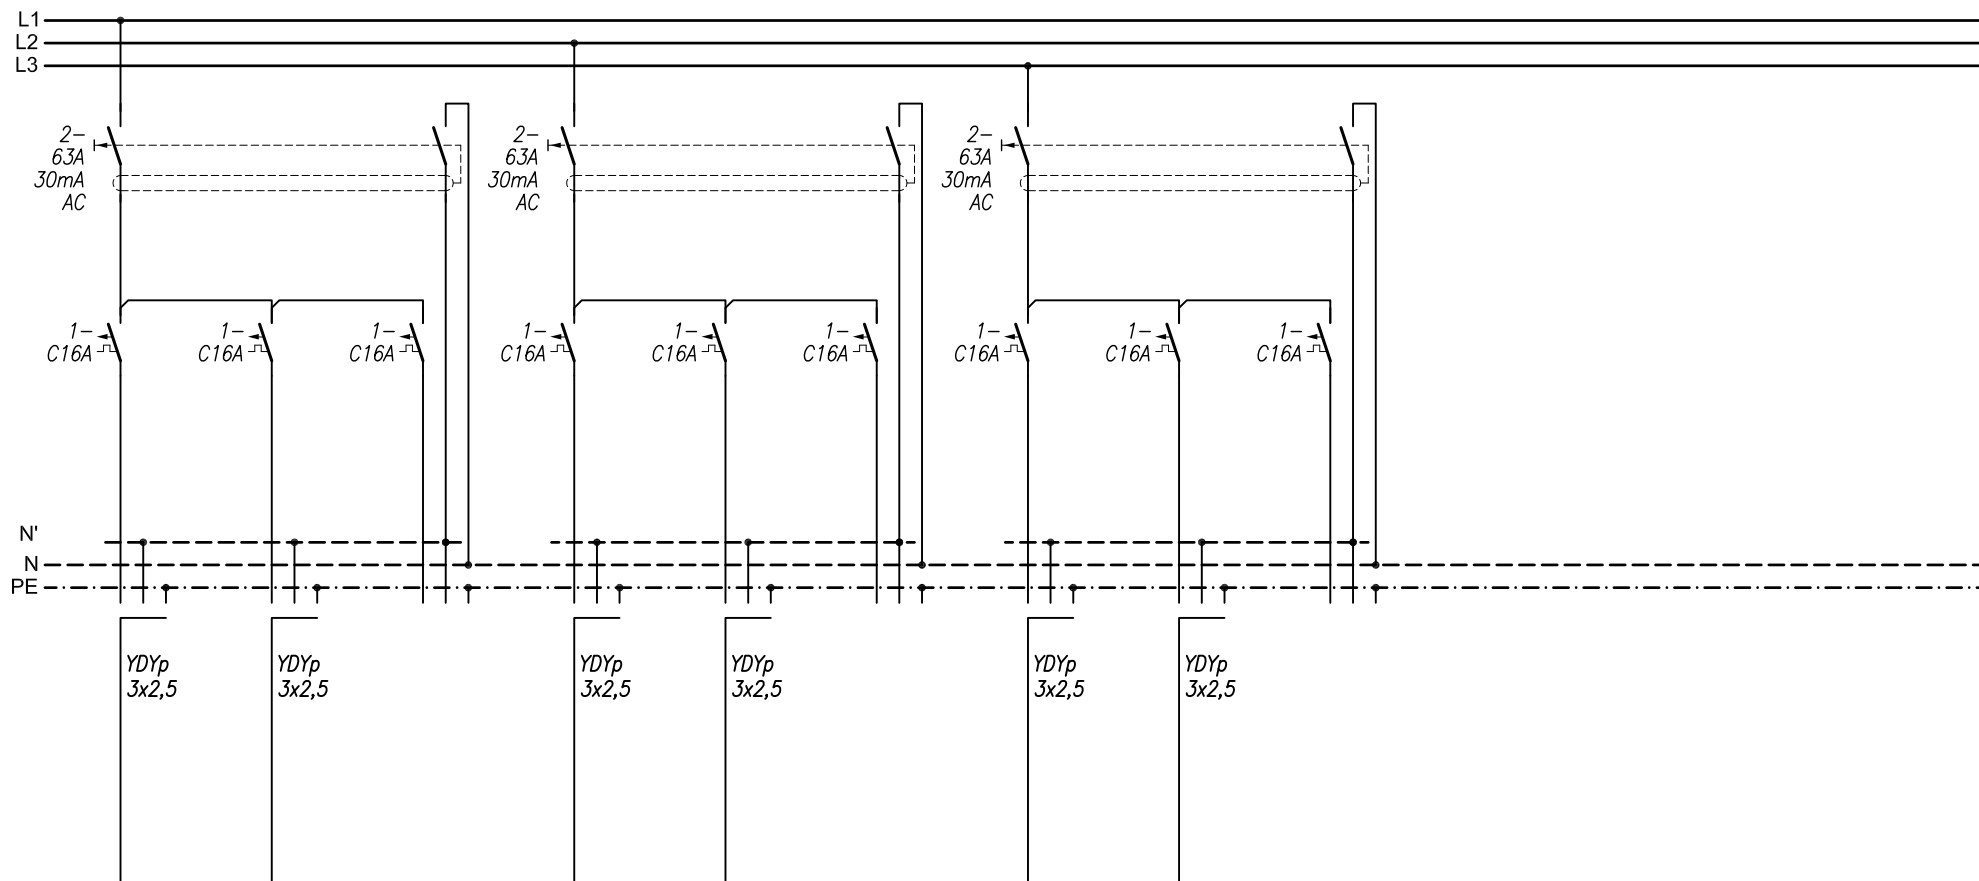 L1
L2
L3
2-
63A
30mA
AC
2-
63A
30mA
AC
2-
63A
30mA
AC
1-
C16A
1-
C16A
1-
C16A
1-
C16A
1-
C16A
1-
C16A
1-
C16A
1-
C16A
1-
C16A
N'
N
PE
YDYp
3x2,5
YDYp
3x2,5
YDYp
3x2,5
YDYp
3x2,5
YDYp
3x2,5
YDYp
3x2,5